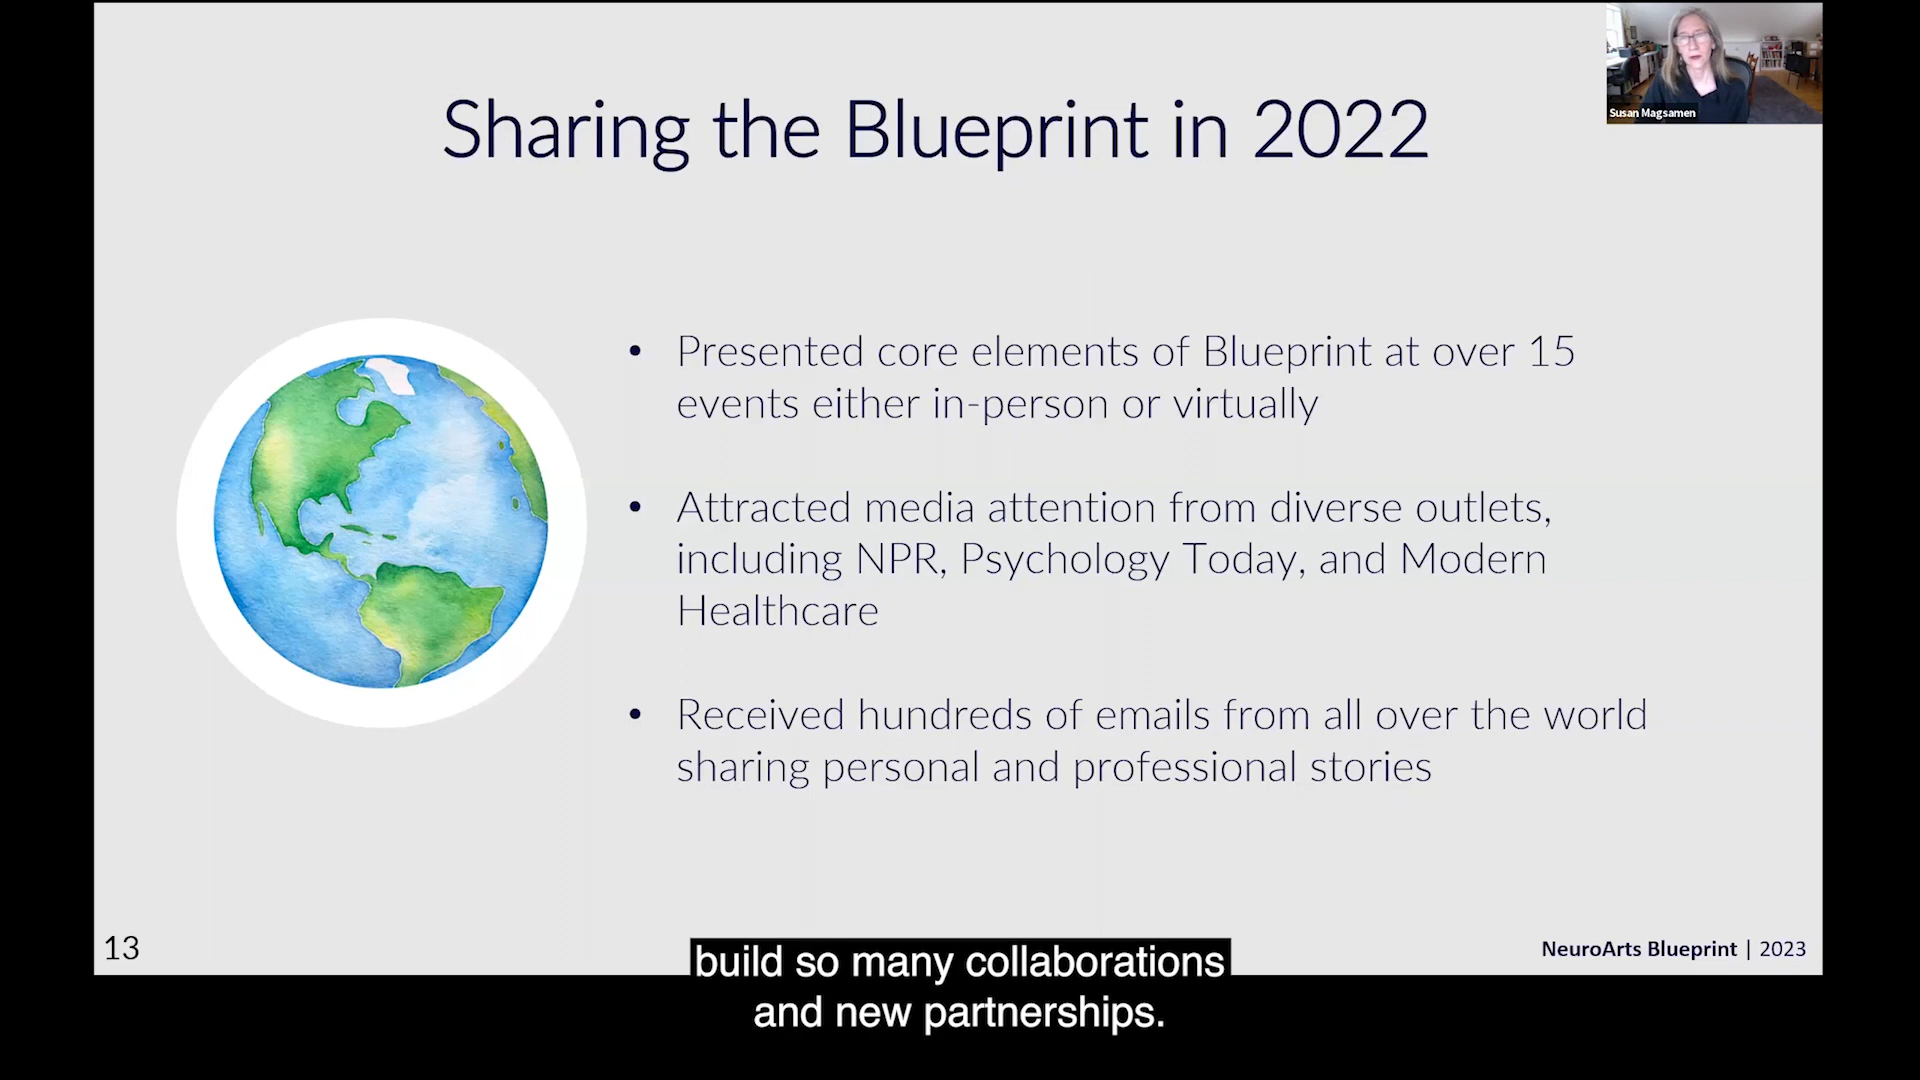 Susan Magsamen
Sharing the Blueprint in 2022
• Presented core elements of Blueprint at over 15
events either in-person or virtually
• Attracted media attention from diverse outlets,
including NPR, Psychology Today, and Modern
Healthcare
• Received hundreds of emails from all over the world
sharing personal and professional stories
13
NeuroArts Blueprint | 2023
build so many collaborations
and new partnerships.